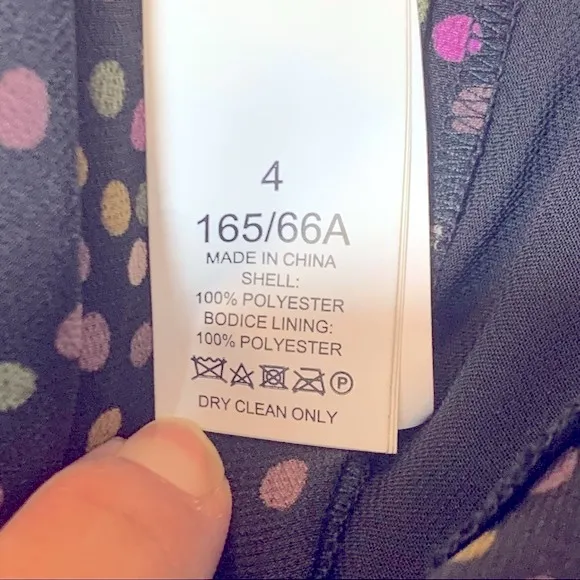 4
165/66A
MADE IN CHINA
SHELL:
100% POLYESTER
BODICE LINING:
100% POLYESTER
P
DRY CLEAN ONLY